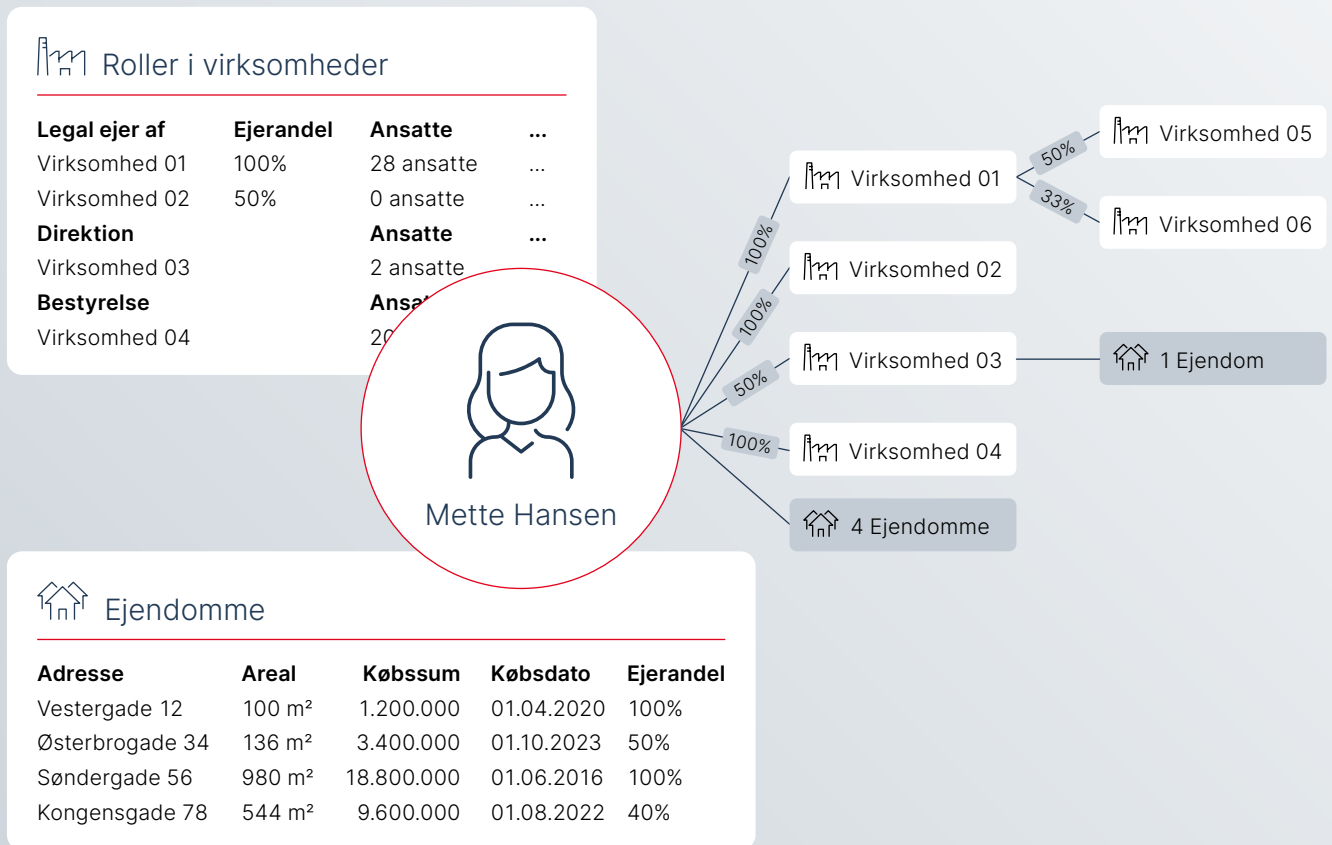 Roller i virksomheder
Legal ejer af Ejerandel Ansatte ...
Virksomhed 01 100% 28 ansatte ...
Virksomhed 02 50% 0 ansatte ...
Direktion Ansatte ...
Virksomhed 03 2 ansatte
Bestyrelse
Virksomhed 04
Mette Hansen
100%
100%
50%
100%
Virksomhed 01
Virksomhed 02
Virksomhed 03
Virksomhed 04
4 Ejendomme
50%
33%
Virksomhed 05
Virksomhed 06
1 Ejendom
Ejendomme
Adresse Areal Købssum Købsdato Ejerandel
Vestergade 12 100 m² 1.200.000 01.04.2020 100%
Østerbrogade 34 136 m² 3.400.000 01.10.2023 50%
Søndergade 56 980 m² 18.800.000 01.06.2016 100%
Kongensgade 78 544 m² 9.600.000 01.08.2022 40%